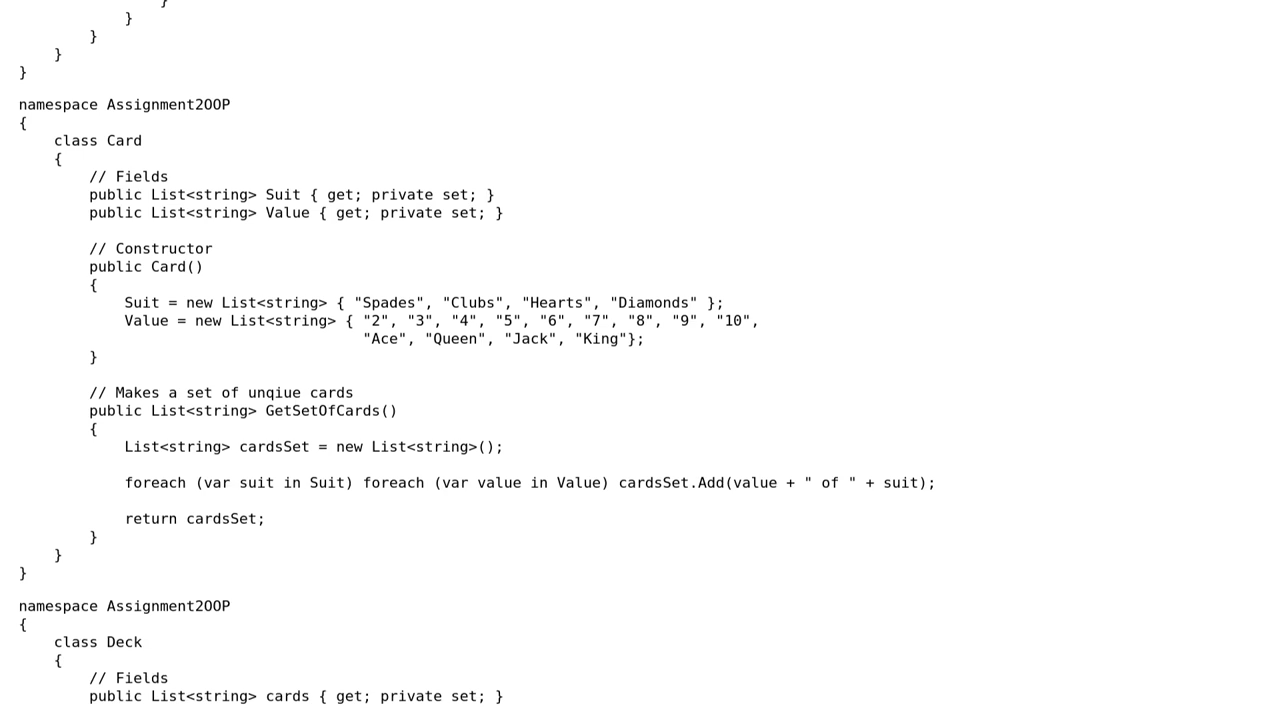 }
}
}
}
}
namespace Assignment2OOP
{
class Card
{
// Fields
public List<string> Suit { get; private set; }
public List<string> Value { get; private set; }
// Constructor
public Card()
{
Suit = new List<string> { "Spades", "Clubs", "Hearts", "Diamonds" };
Value = new List<string> { "2", "3", "4", "5", "6", "7", "8", "9", "10",
"Ace", "Queen", "Jack", "King"};
}
// Makes a set of unqiue cards
public List<string> GetSetOfCards()
{
List<string> cardsSet = new List<string>();
foreach (var suit in Suit) foreach (var value in Value) cardsSet.Add(value + " of " + suit);
return cardsSet;
}
}
}
namespace Assignment2OOP
{
class Deck
{
// Fields
public List<string> cards { get; private set; }